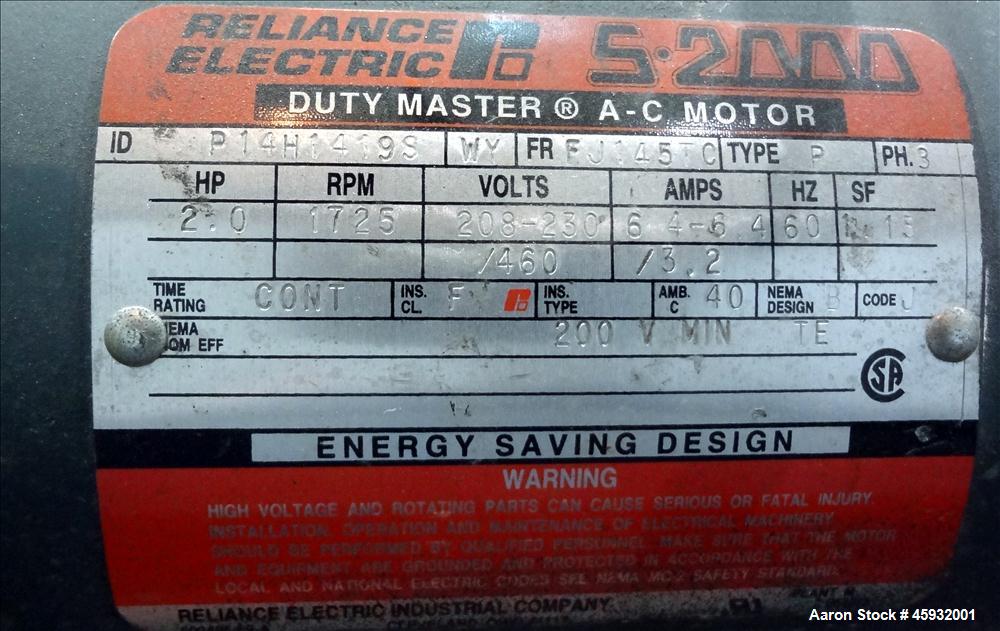 RELIANCE
ELECTRIC
S-2000
DUTY MASTER ® A-C MOTOR
ID P14H1419S WY FR FJ145TC TYPE P PH. 3
HP RPM VOLTS AMPS HZ SF
2.0 1725 208-230 6.4-6.4 60 1.15
/460 /3.2
TIME RATING CONT INS. CL. F INS. TYPE AMB. C 40 NEMA DESIGN B CODE J
NOM EFF 200 V MIN TE
ENERGY SAVING DESIGN
WARNING
HIGH VOLTAGE AND ROTATING PARTS CAN CAUSE SERIOUS OR FATAL INJURY.
INSTALLATION, OPERATION AND MAINTENANCE OF ELECTRICAL MACHINERY
SHOULD BE PERFORMED BY QUALIFIED PERSONNEL. MAKE SURE THAT THE MOTOR
AND EQUIPMENT ARE GROUNDED AND PROTECTED IN ACCORDANCE WITH THE
LOCAL AND NATIONAL ELECTRIC CODES SEE NEMA MG-2 SAFETY STANDARD.
RELIANCE ELECTRIC INDUSTRIAL COMPANY
Aaron Stock # 45932001